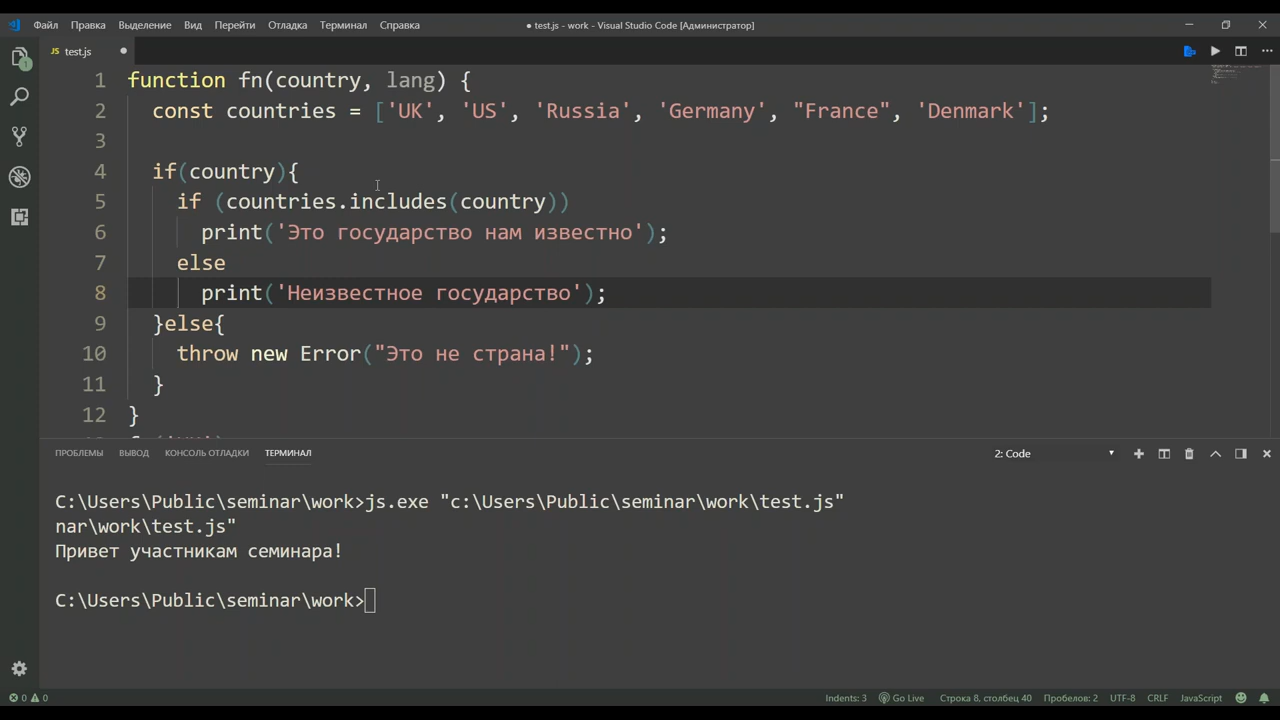 Файл Правка Выделение Вид Перейти Отладка Терминал Справка ● test.js - work - Visual Studio Code [Администратор]
JS test.js ●
1 function fn(country, lang) {
2 const countries = ['UK', 'US', 'Russia', 'Germany', "France", 'Denmark'];
3
4 if(country){
5 if (countries.includes(country))
6 print('Это государство нам известно');
7 else
8 print('Неизвестное государство');
9 }else{
10 throw new Error("Это не страна!");
11 }
12 }
ПРОБЛЕМЫ ВЫВОД КОНСОЛЬ ОТЛАДКИ ТЕРМИНАЛ 2: Code
C:\Users\Public\seminar\work>js.exe "c:\Users\Public\seminar\work\test.js"
nar\work\test.js"
Привет участникам семинара!
C:\Users\Public\seminar\work>
0 0 Indents: 3 Go Live Строка 8, столбец 40 Пробелов: 2 UTF-8 CRLF JavaScript